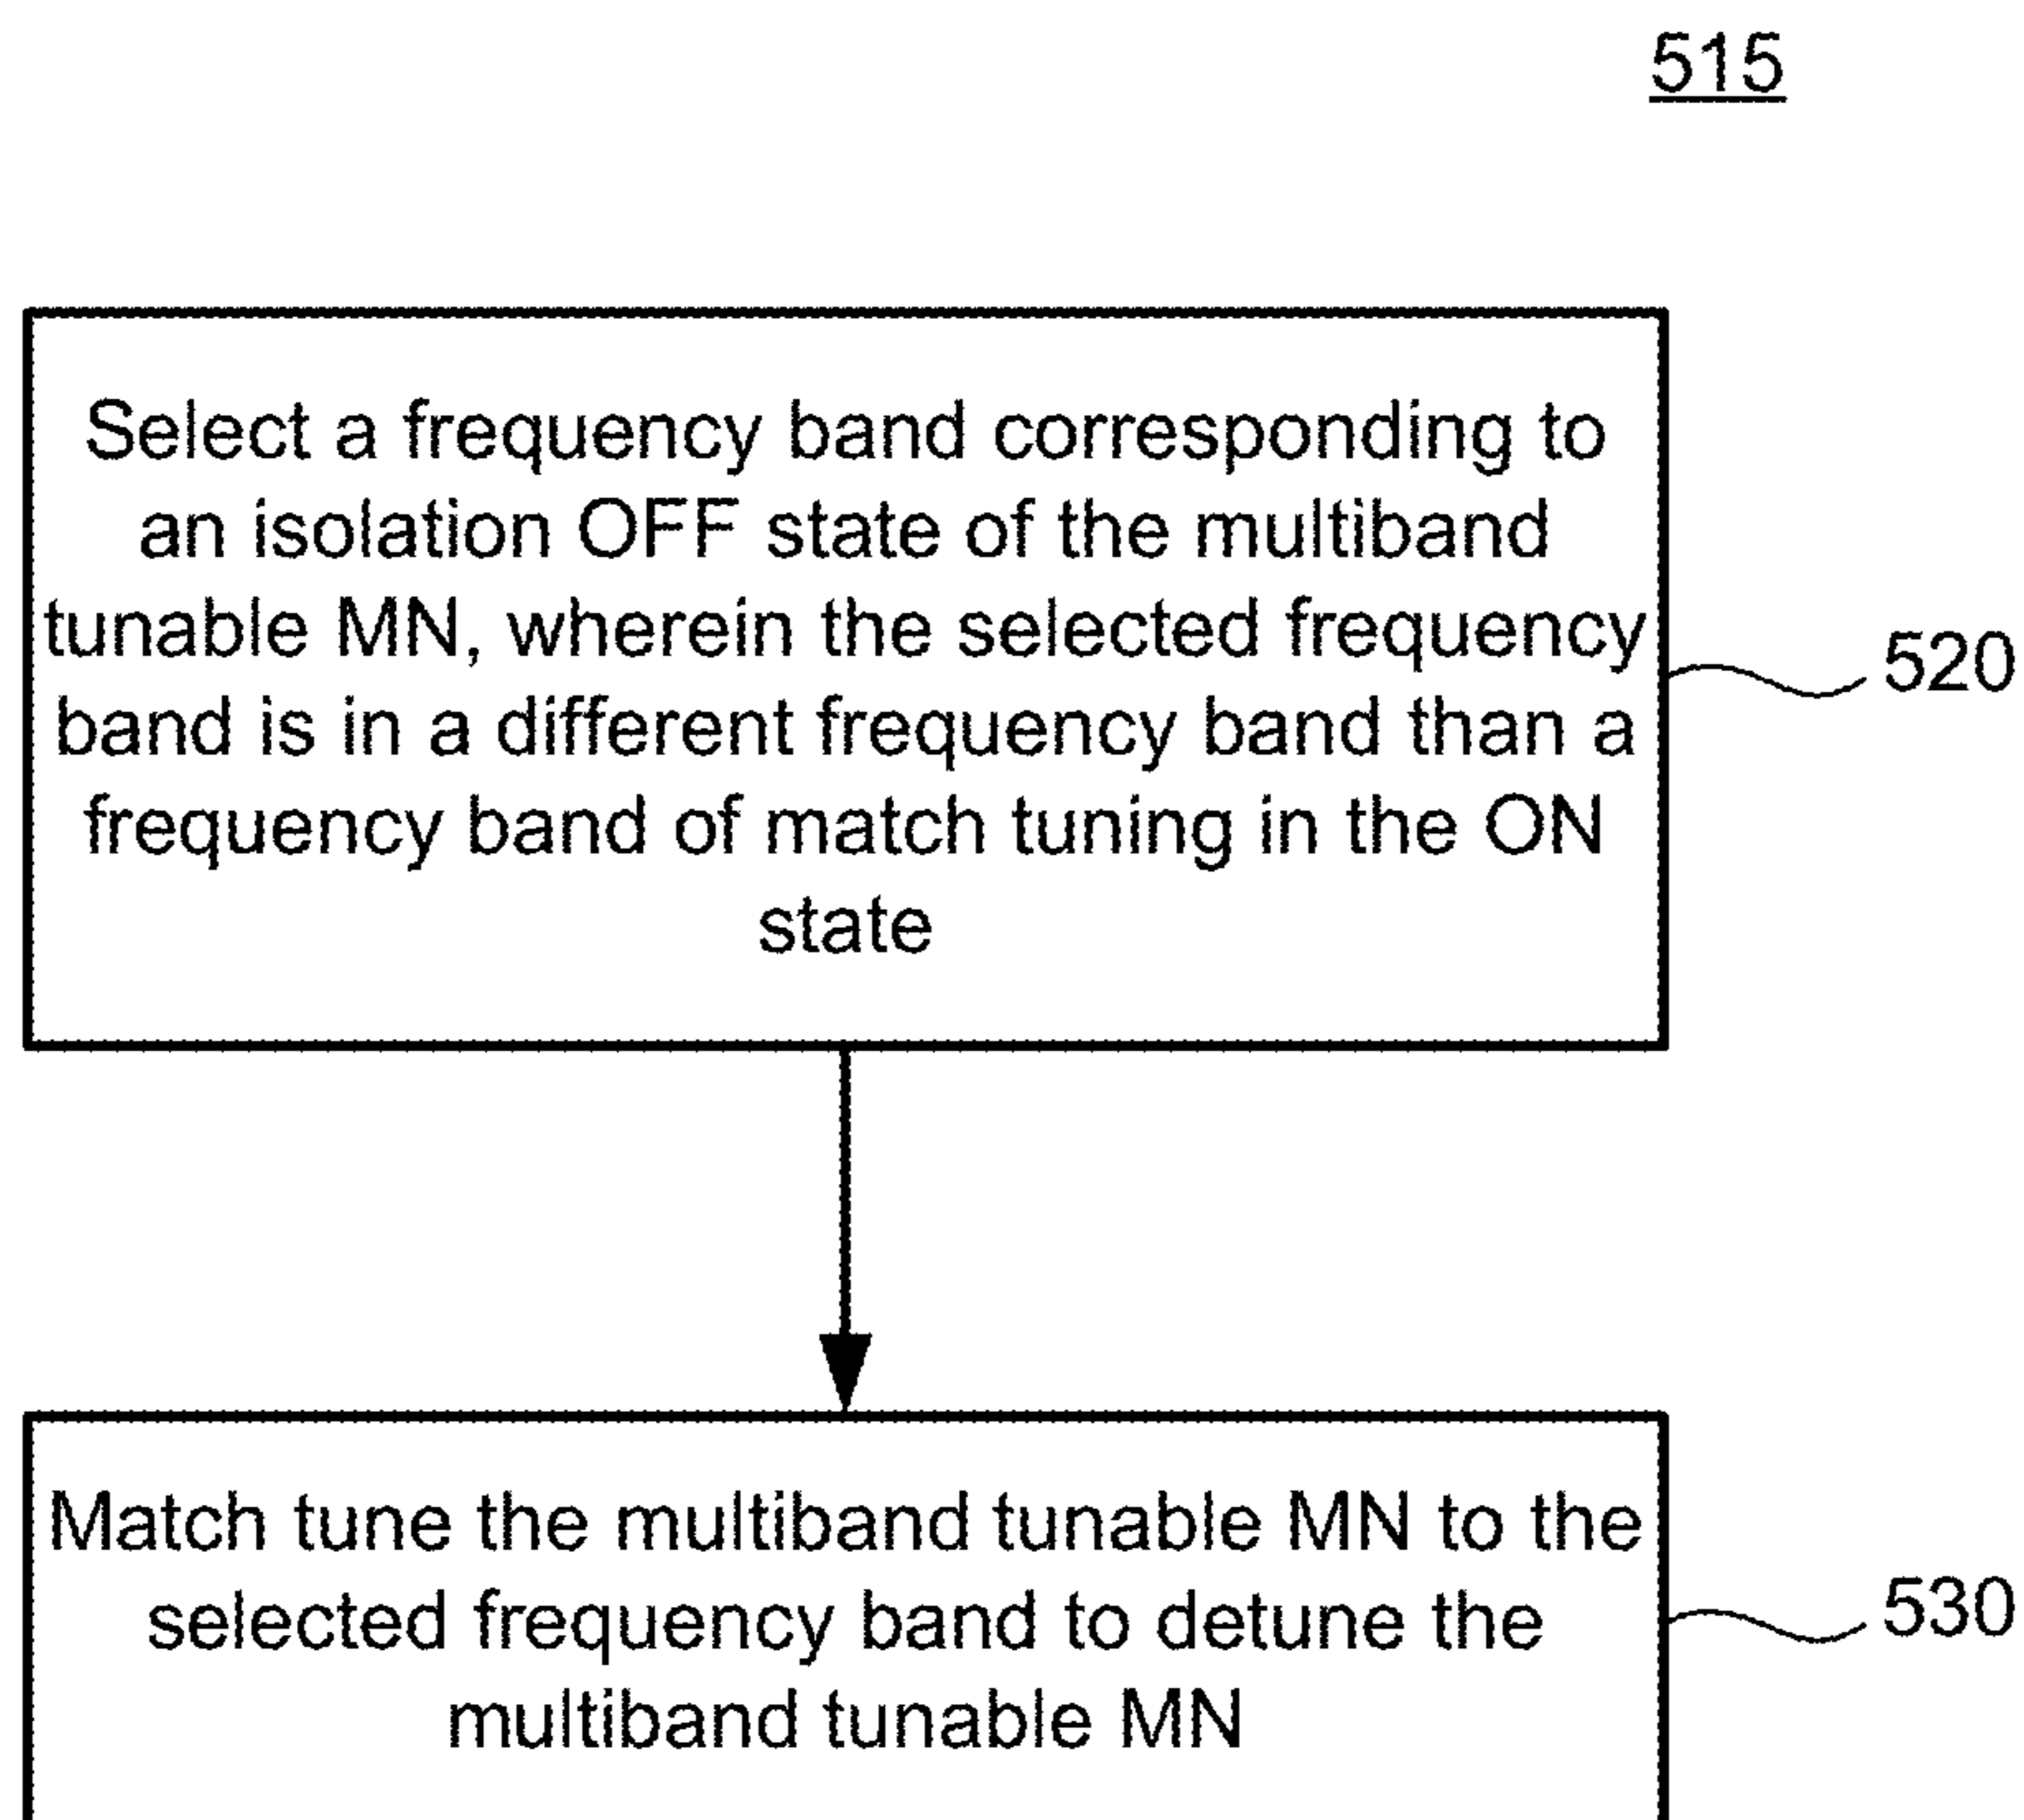 515
Select a frequency band corresponding to
an isolation OFF state of the multiband
tunable MN, wherein the selected frequency
band is in a different frequency band than a
frequency band of match tuning in the ON
state
520
Match tune the multiband tunable MN to the
selected frequency band to detune the
multiband tunable MN
530